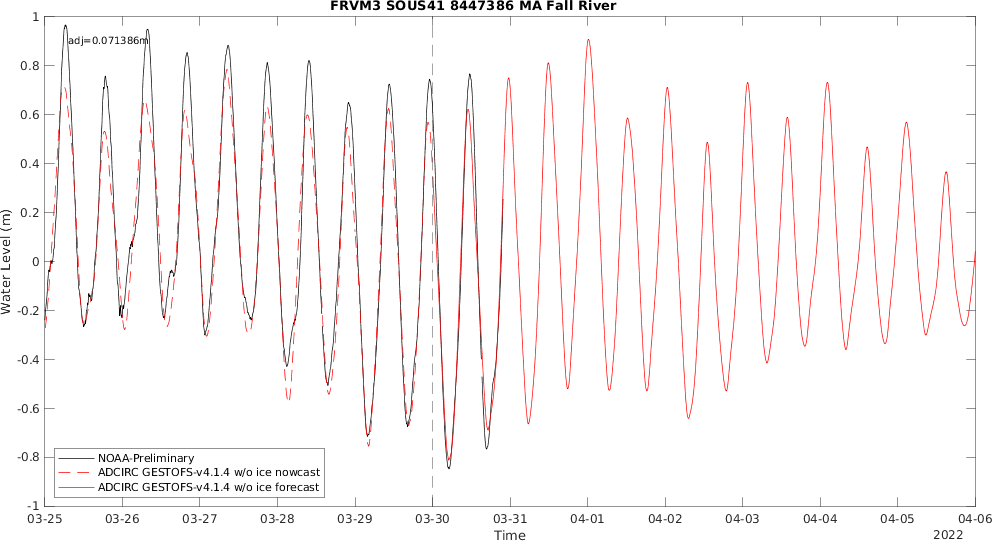 FRVM3 SOUS41 8447386 MA Fall River
adj=0.071386m
1
0.8
0.6
0.4
0.2
0
-0.2
-0.4
-0.6
-0.8
-1
Water Level (m)
NOAA-Preliminary
ADCIRC GESTOFS-v4.1.4 w/o ice nowcast
ADCIRC GESTOFS-v4.1.4 w/o ice forecast
03-25 03-26 03-27 03-28 03-29 03-30 03-31 04-01 04-02 04-03 04-04 04-05 04-06
Time
2022